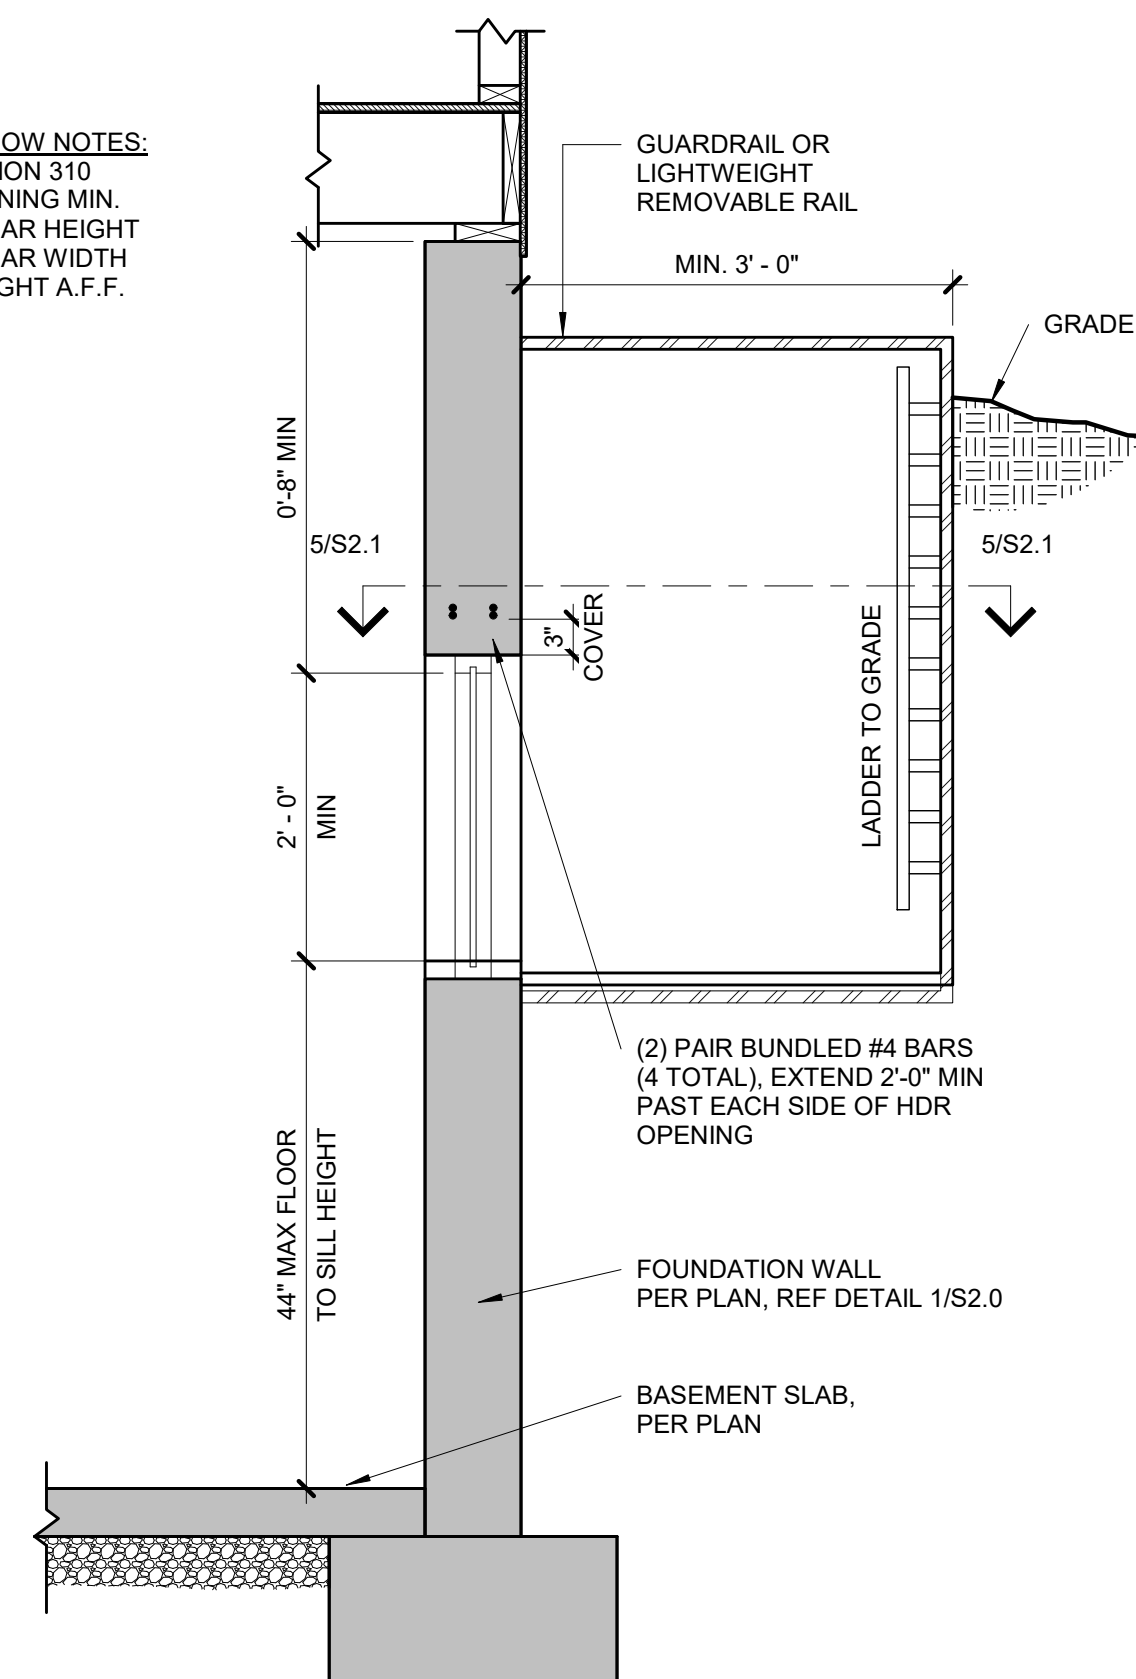 OW NOTES:
ION 310
NING MIN.
AR HEIGHT
AR WIDTH
GHT A.F.F.
GUARDRAIL OR
LIGHTWEIGHT
REMOVABLE RAIL
MIN. 3' - 0"
GRADE
0'-8" MIN
5/S2.1
5/S2.1
3"
COVER
LADDER TO GRADE
2' - 0"
MIN
(2) PAIR BUNDLED #4 BARS
(4 TOTAL), EXTEND 2'-0" MIN
PAST EACH SIDE OF HDR
OPENING
44" MAX FLOOR
TO SILL HEIGHT
FOUNDATION WALL
PER PLAN, REF DETAIL 1/S2.0
BASEMENT SLAB,
PER PLAN